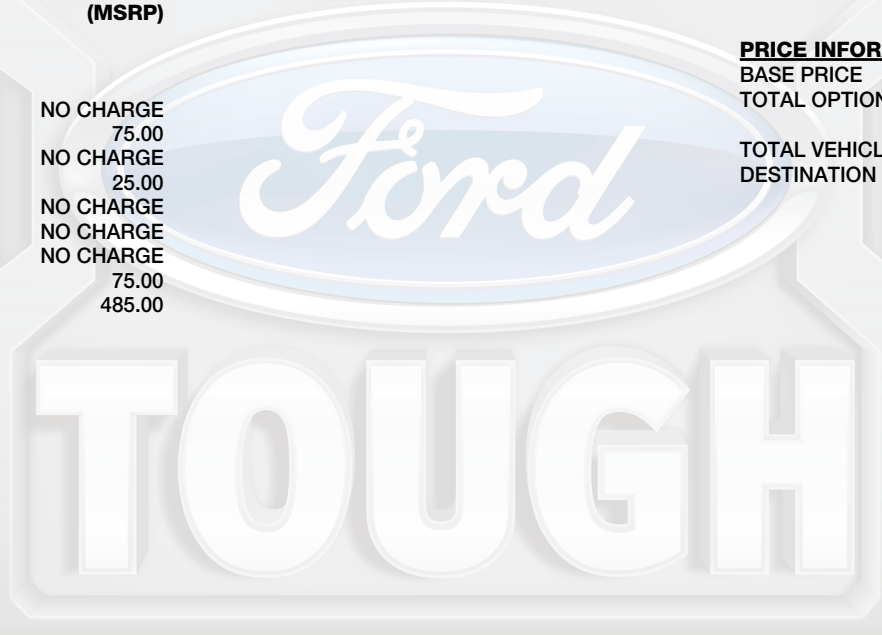 (MSRP)
NO CHARGE
75.00
NO CHARGE
25.00
NO CHARGE
NO CHARGE
NO CHARGE
75.00
485.00
PRICE INFOR
BASE PRICE
TOTAL OPTION
TOTAL VEHICL
DESTINATION
Ford
TOUGH